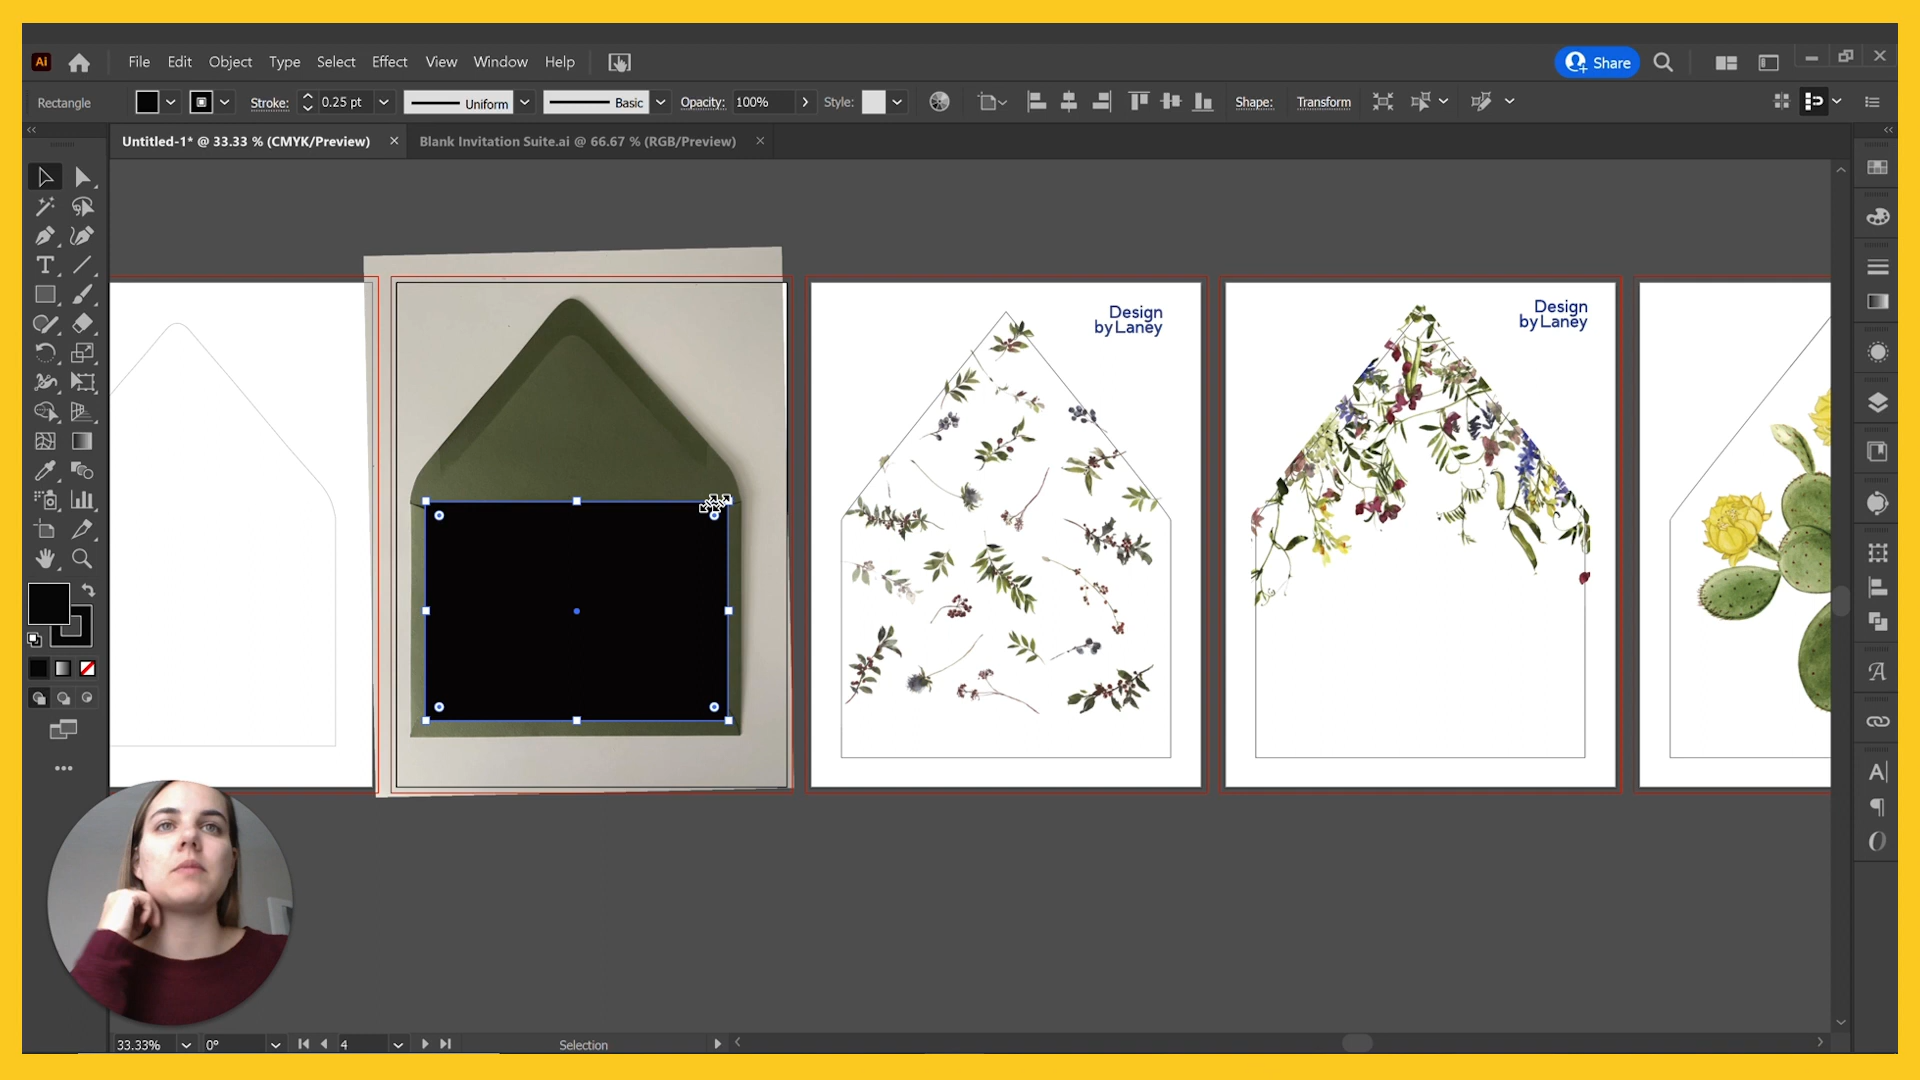 Ai
File Edit Object Type Select Effect View Window Help
Share
Rectangle
Stroke: 0.25 pt
Uniform
Basic
Opacity: 100%
Style:
Shape:
Transform
Untitled-1* @ 33.33 % (CMYK/Preview)
Blank Invitation Suite.ai @ 66.67 % (RGB/Preview)
Design
by Laney
Design
by Laney
33.33%
0°
4
Selection